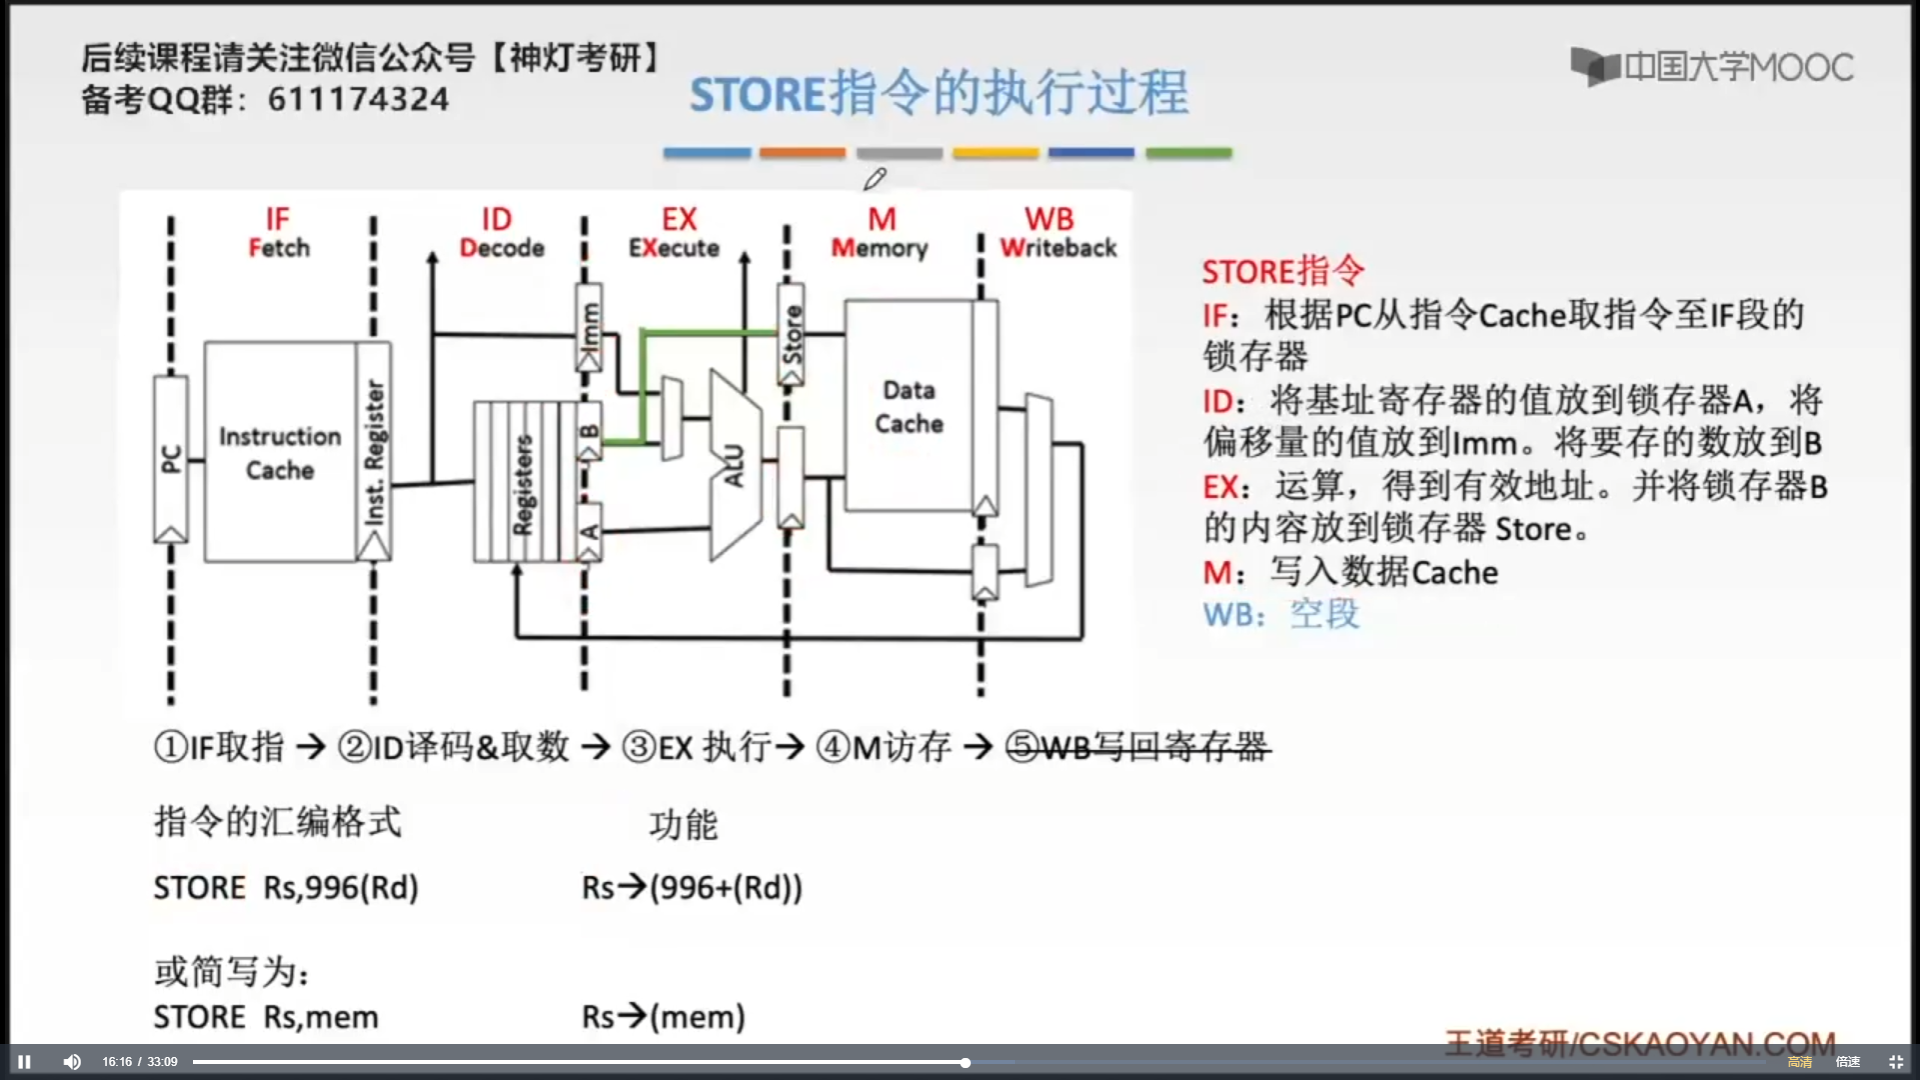 后续课程请关注微信公众号【神灯考研】
备考QQ群：611174324
中国大学MOOC
STORE指令的执行过程
IF
Fetch
ID
Decode
EX
EXecute
M
Memory
WB
Writeback
PC
Instruction
Cache
Inst. Register
Registers
Imm
B
A
ALU
Store
Data
Cache
STORE指令
IF：根据PC从指令Cache取指令至IF段的
锁存器
ID：将基址寄存器的值放到锁存器A，将
偏移量的值放到Imm。将要存的数放到B
EX：运算，得到有效地址。并将锁存器B
的内容放到锁存器 Store。
M：写入数据Cache
WB：空段
①IF取指 → ②ID译码&取数 → ③EX 执行→ ④M访存 → ⑤WB写回寄存器
指令的汇编格式 功能
STORE Rs,996(Rd) Rs→(996+(Rd))
或简写为：
STORE Rs,mem Rs→(mem)
王道考研/CSKAOYAN.COM
16:16 / 33:09
高清 倍速